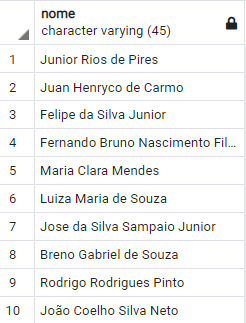 nome
character varying (45)
1 Junior Rios de Pires
2 Juan Henryco de Carmo
3 Felipe da Silva Junior
4 Fernando Bruno Nascimento Fil...
5 Maria Clara Mendes
6 Luiza Maria de Souza
7 Jose da Silva Sampaio Junior
8 Breno Gabriel de Souza
9 Rodrigo Rodrigues Pinto
10 João Coelho Silva Neto